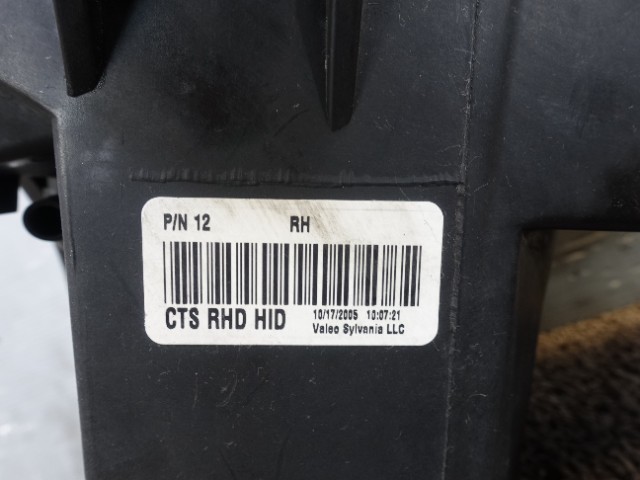 P/N 12 RH
CTS RHD HID
10/17/2005 10:07:21
Valeo Sylvania LLC